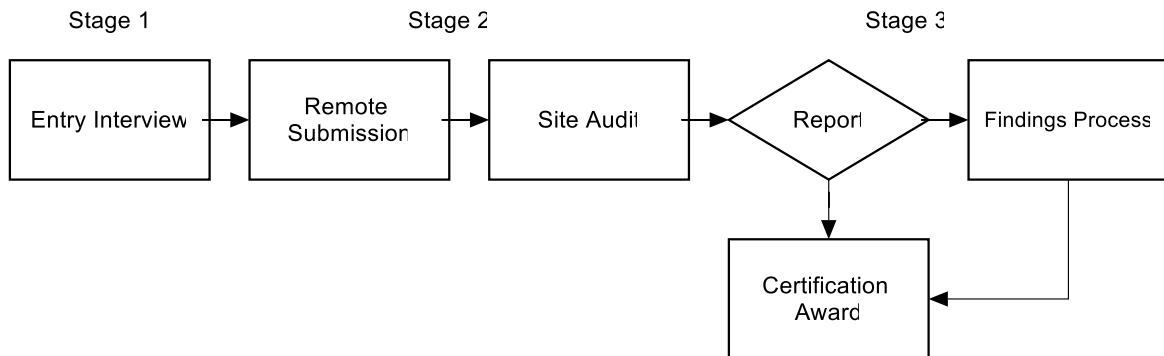 Stage 1
Stage 2
Stage 3
Entry Interview
Remote
Submission
Site Audit
Report
Findings Process
Certification
Award